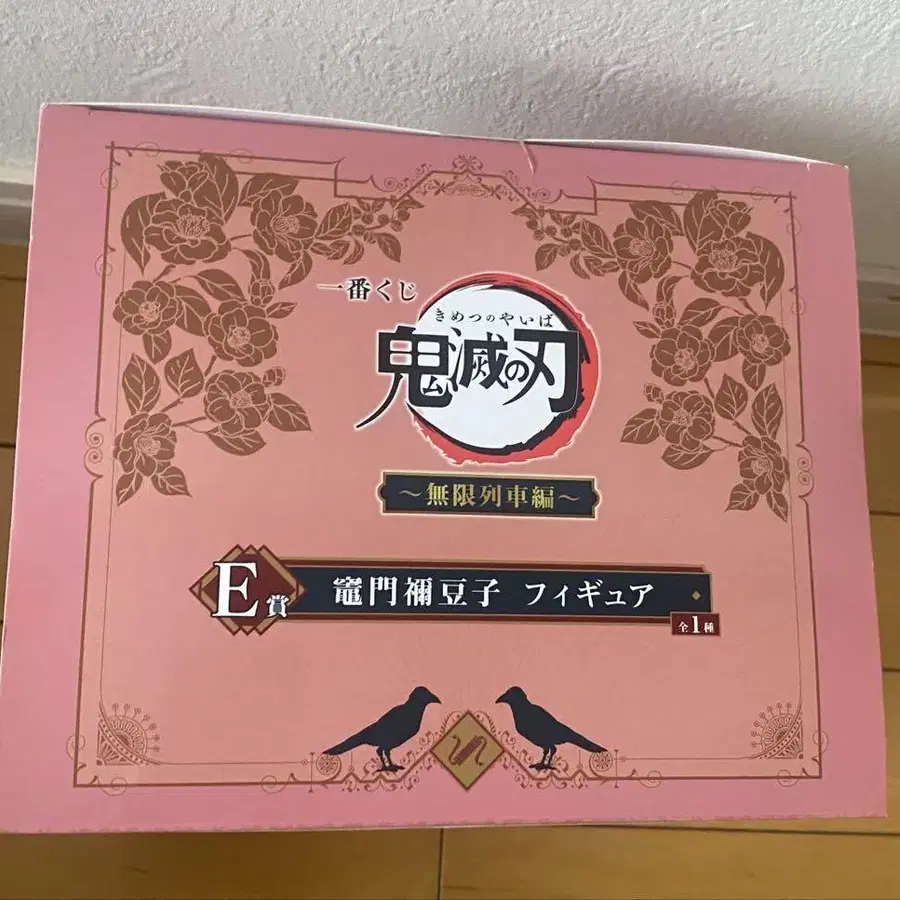 一番くじ
きめつのやいば
鬼滅の刃
～無限列車編～
E賞 竈門禰豆子 フィギュア
全1種